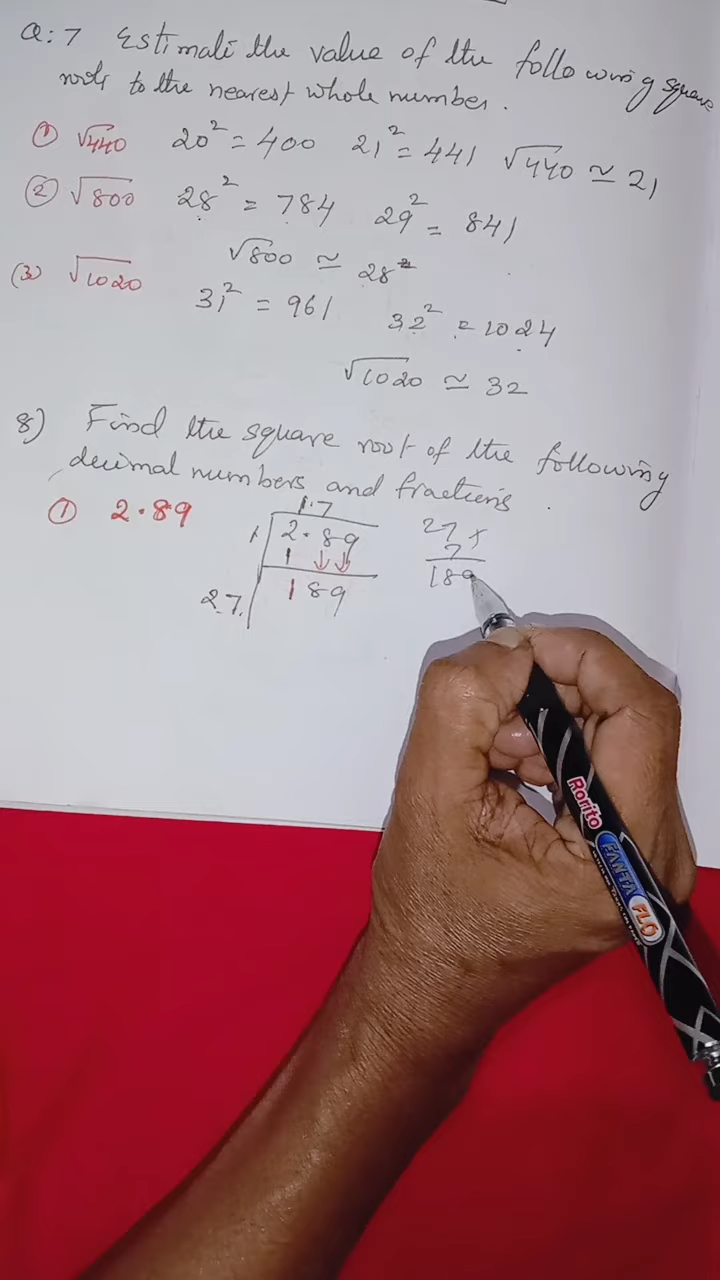 Q: 7 Estimate the value of the following square
roots to the nearest whole number.
① √440 20² = 400 21² = 441 √440 ≃ 21
② √800 28² = 784 29² = 841
√800 ≃ 28
(3) √1020 31² = 961 32² = 1024
√1020 ≃ 32
8) Find the square root of the following
decimal numbers and fractions.
① 2.89
1.7
1 2.89
1
27 189
27 ×
7
189
Rorito
FANTA FLO